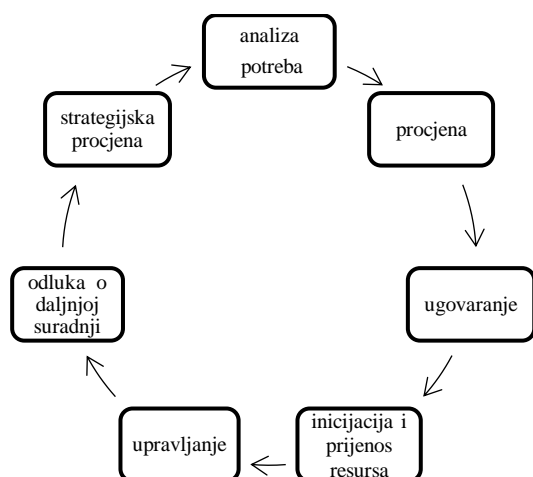 analiza
potreba
procjena
ugovaranje
inicijacija i
prijenos
resursa
upravljanje
odluka o
daljnjoj
suradnji
strategijska
procjena